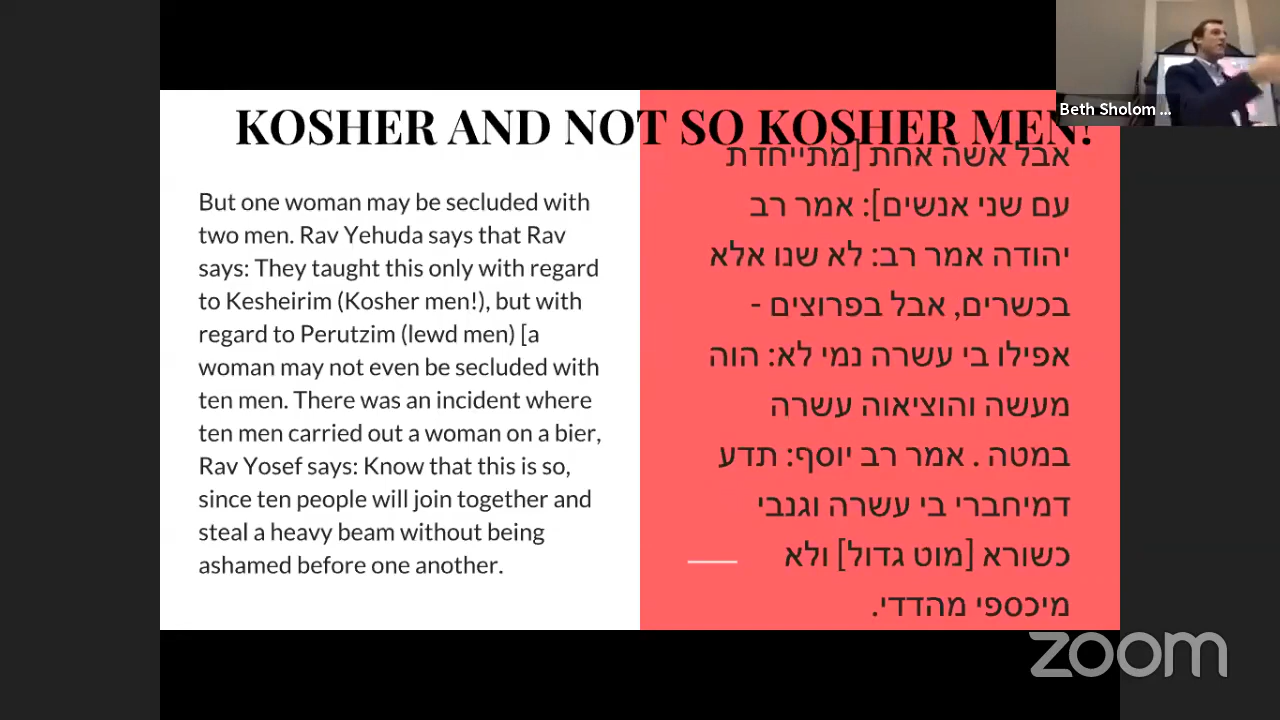 KOSHER AND NOT SO KOSHER MEN!
But one woman may be secluded with
two men. Rav Yehuda says that Rav
says: They taught this only with regard
to Kesheirim (Kosher men!), but with
regard to Perutzim (lewd men) [a
woman may not even be secluded with
ten men. There was an incident where
ten men carried out a woman on a bier,
Rav Yosef says: Know that this is so,
since ten people will join together and
steal a heavy beam without being
ashamed before one another.
אבל אשה אחת [מתייחדת
עם שני אנשים]: אמר רב
יהודה אמר רב: לא שנו אלא
בכשרים, אבל בפרוצים -
אפילו בי עשרה נמי לא: הוה
מעשה והוציאוה עשרה
במטה . אמר רב יוסף: תדע
דמיחברי בי עשרה וגנבי
כשורא [מוט גדול] ולא
מיכספי מהדדי.
Beth Sholom ...
zoom